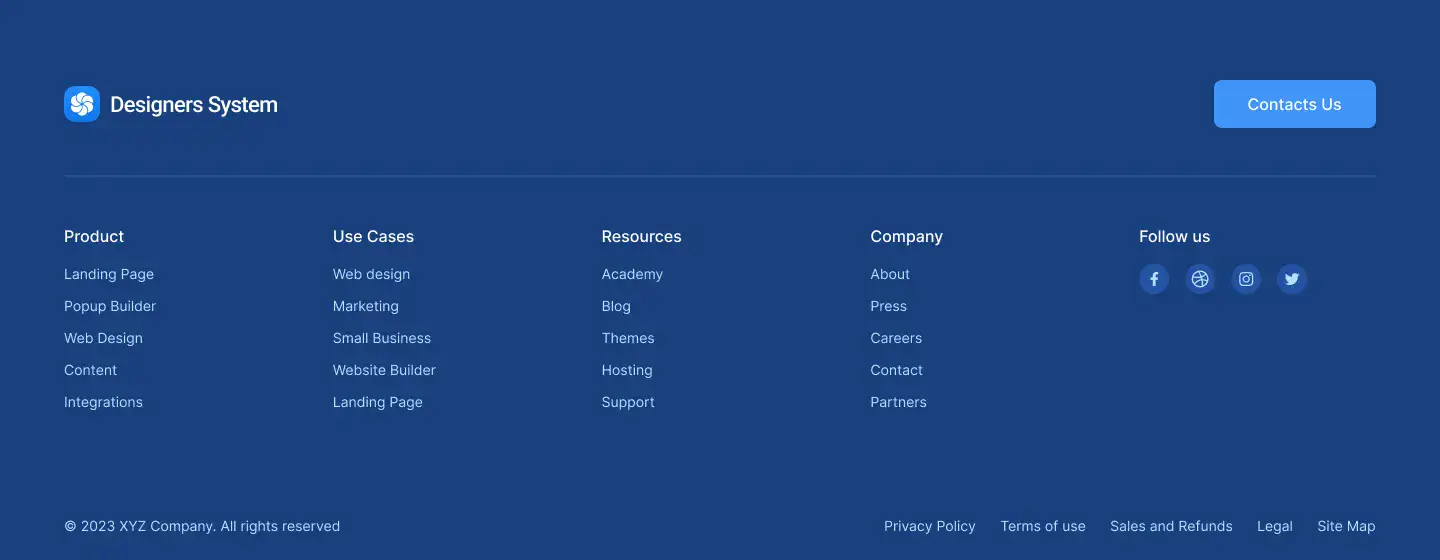 Designers System
Contacts Us
Product
Landing Page
Popup Builder
Web Design
Content
Integrations
Use Cases
Web design
Marketing
Small Business
Website Builder
Landing Page
Resources
Academy
Blog
Themes
Hosting
Support
Company
About
Press
Careers
Contact
Partners
Follow us
© 2023 XYZ Company. All rights reserved
Privacy Policy Terms of use Sales and Refunds Legal Site Map